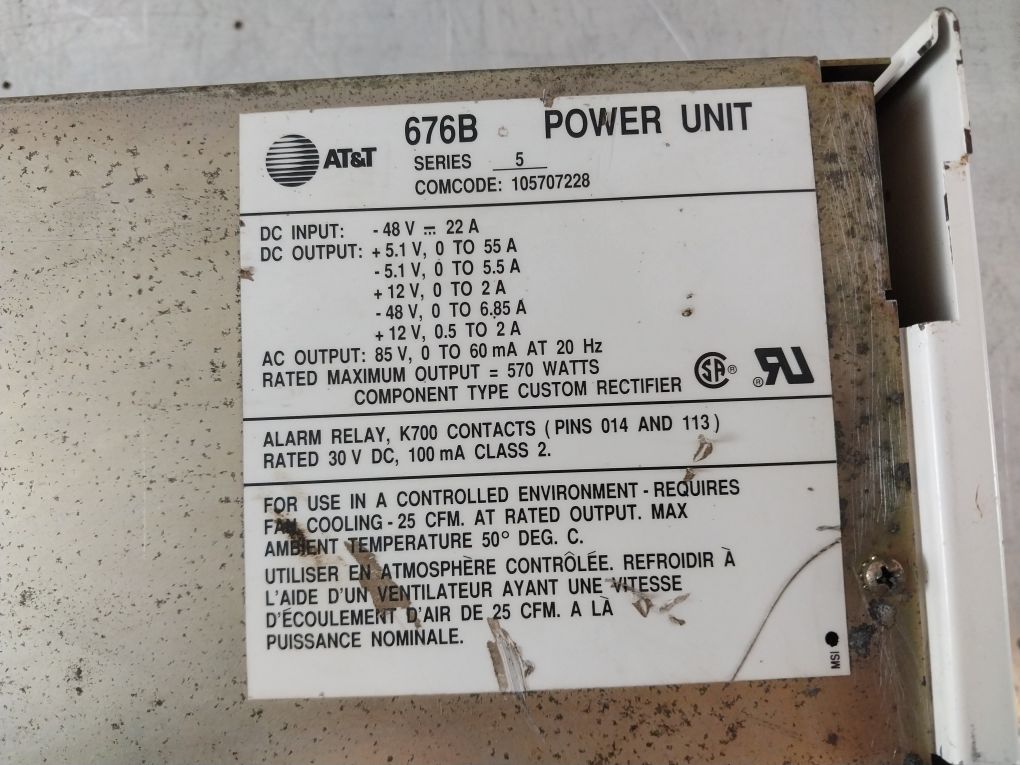 AT&T 676B POWER UNIT
SERIES 5
COMCODE: 105707228
DC INPUT: - 48 V ⎓ 22 A
DC OUTPUT: + 5.1 V, 0 TO 55 A
- 5.1 V, 0 TO 5.5 A
+ 12 V, 0 TO 2 A
- 48 V, 0 TO 6.85 A
+ 12 V, 0.5 TO 2 A
AC OUTPUT: 85 V, 0 TO 60 mA AT 20 Hz
RATED MAXIMUM OUTPUT = 570 WATTS
COMPONENT TYPE CUSTOM RECTIFIER
SA ®
® RU
ALARM RELAY, K700 CONTACTS ( PINS 014 AND 113 )
RATED 30 V DC, 100 mA CLASS 2.
FOR USE IN A CONTROLLED ENVIRONMENT - REQUIRES
FAN COOLING - 25 CFM. AT RATED OUTPUT. MAX
AMBIENT TEMPERATURE 50° DEG. C.
UTILISER EN ATMOSPHÈRE CONTRÔLÉE. REFROIDIR À
L'AIDE D'UN VENTILATEUR AYANT UNE VITESSE
D'ÉCOULEMENT D'AIR DE 25 CFM. A LÀ
PUISSANCE NOMINALE.
MSI